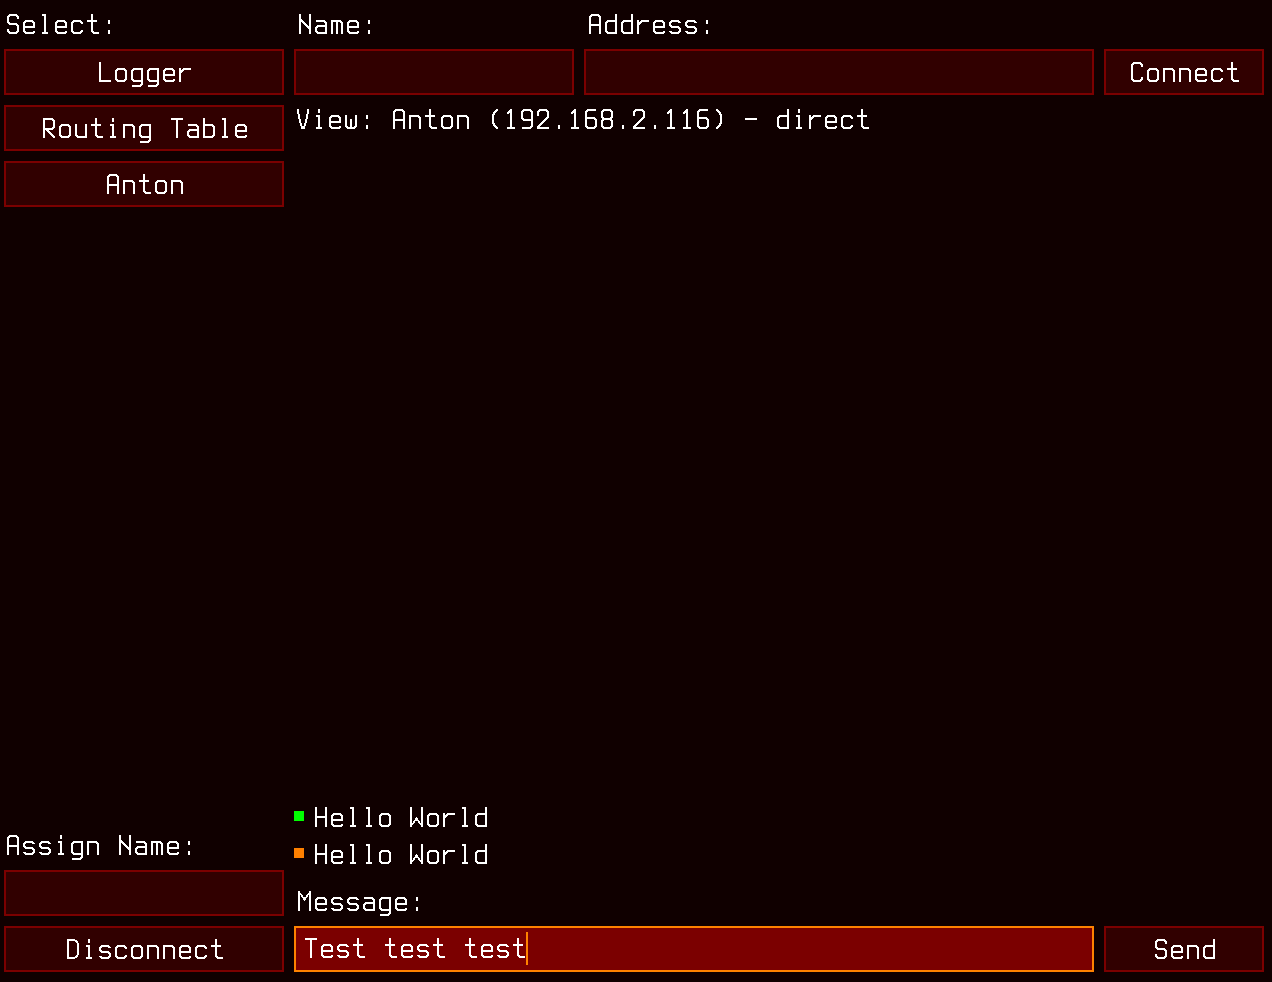 Select:
Name:
Address:
Logger
Connect
Routing Table
View: Anton (192.168.2.116) - direct
Anton
Hello World
Assign Name:
Hello World
Message:
Disconnect
Test test test
Send